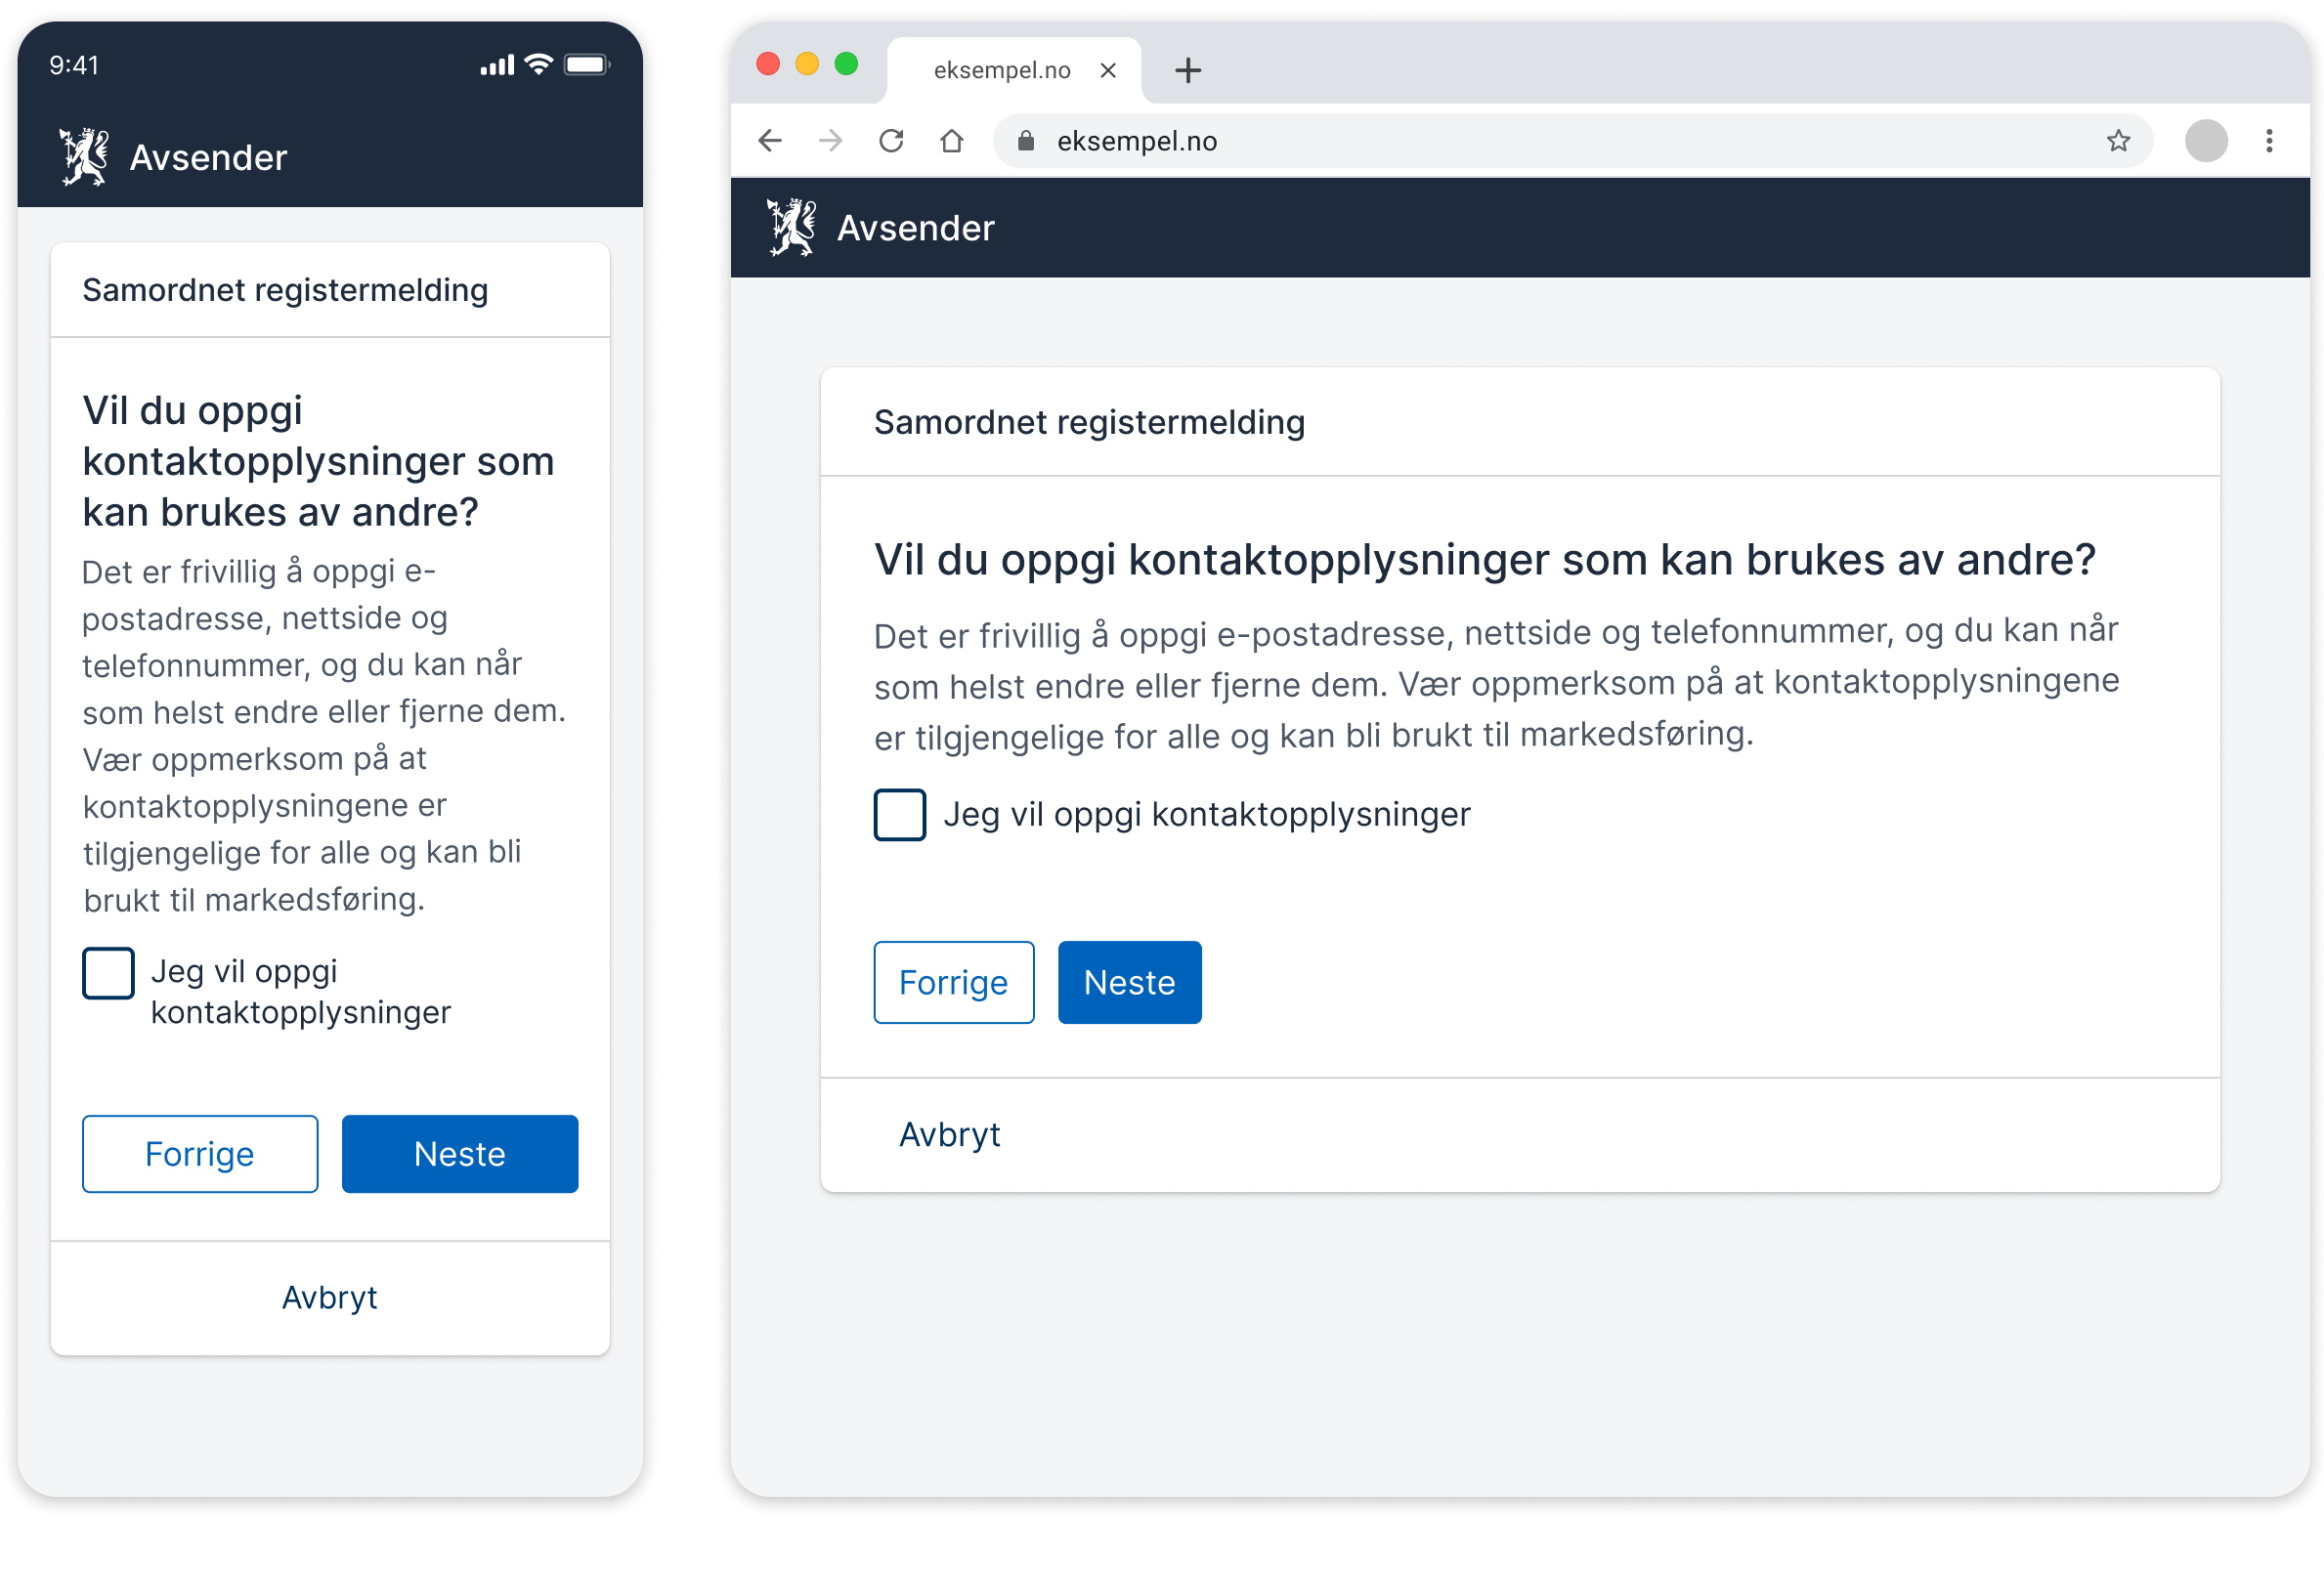 9:41
Avsender
Samordnet registermelding
Vil du oppgi
kontaktopplysninger som
kan brukes av andre?
Det er frivillig å oppgi e-
postadresse, nettside og
telefonnummer, og du kan når
som helst endre eller fjerne dem.
Vær oppmerksom på at
kontaktopplysningene er
tilgjengelige for alle og kan bli
brukt til markedsføring.
Jeg vil oppgi
kontaktopplysninger
Forrige
Neste
Avbryt
eksempel.no
eksempel.no
Avsender
Samordnet registermelding
Vil du oppgi kontaktopplysninger som kan brukes av andre?
Det er frivillig å oppgi e-postadresse, nettside og telefonnummer, og du kan når
som helst endre eller fjerne dem. Vær oppmerksom på at kontaktopplysningene
er tilgjengelige for alle og kan bli brukt til markedsføring.
Jeg vil oppgi kontaktopplysninger
Forrige
Neste
Avbryt